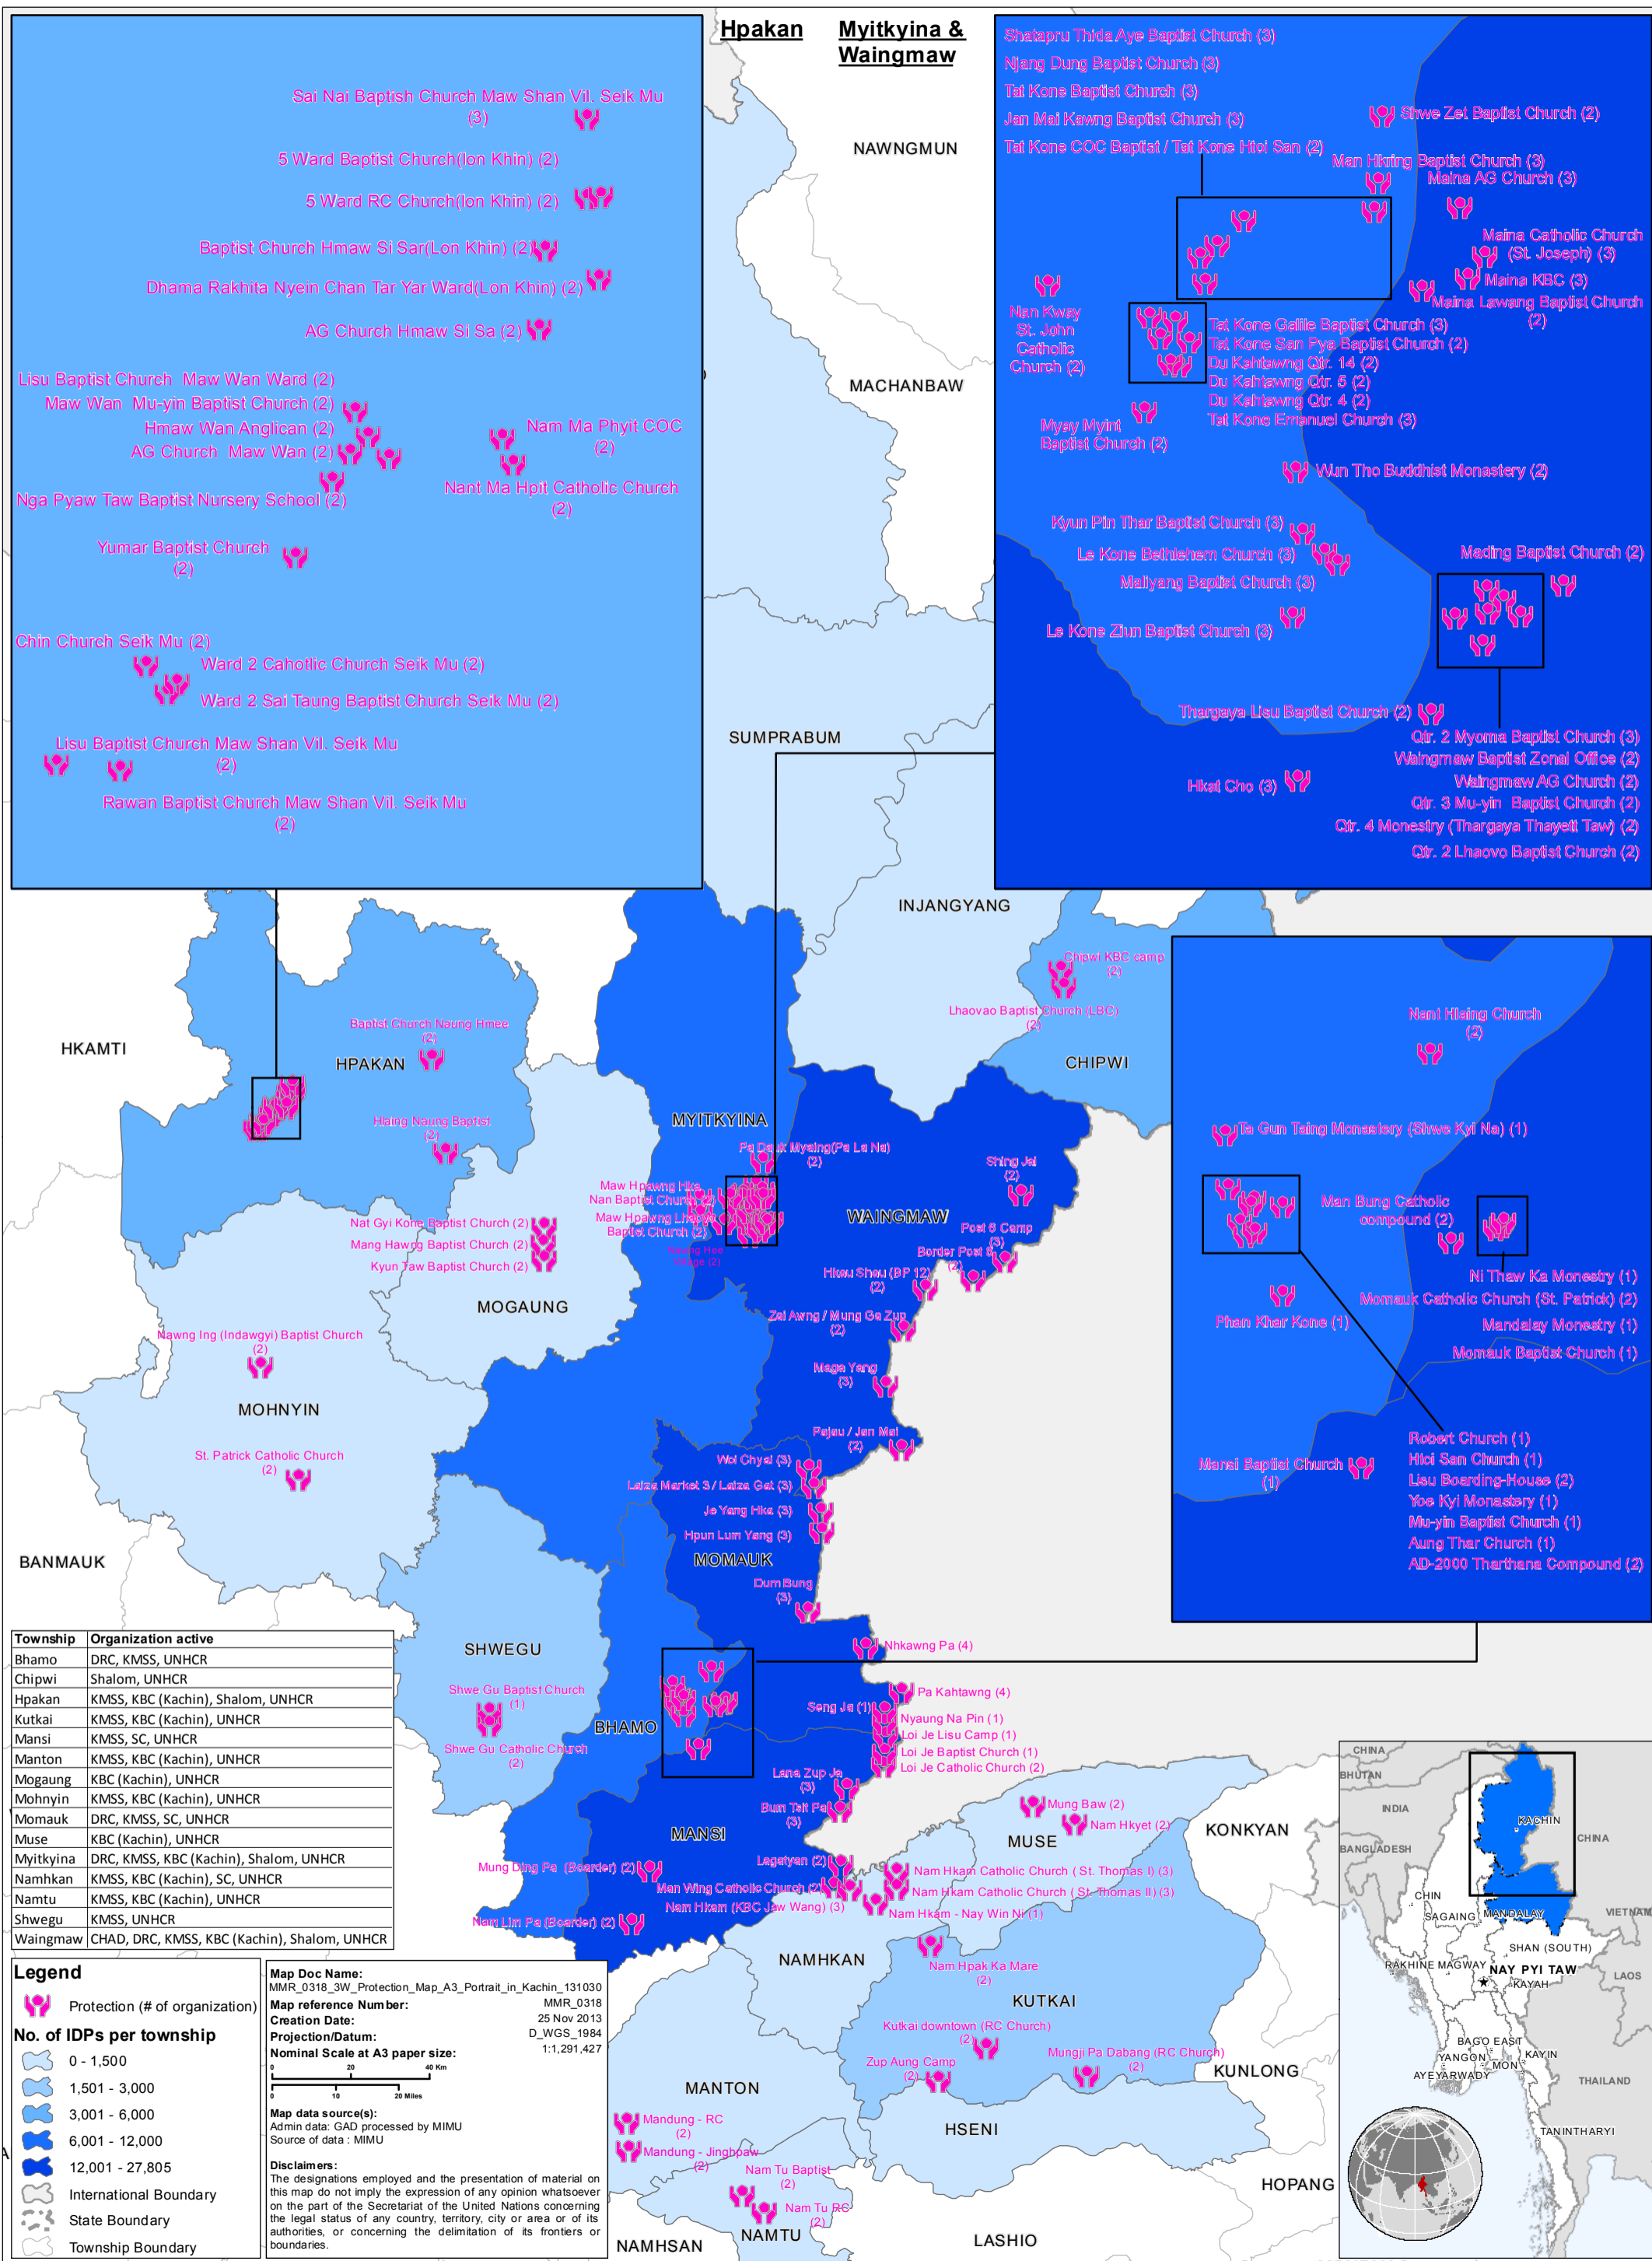 Hpakan
Myitkyina &
Waingmaw
Sai Nai Baptish Church Maw Shan Vil. Seik Mu
(3)
5 Ward Baptist Church(lon Khin) (2)
5 Ward RC Church(lon Khin) (2)
Baptist Church Hmaw Si Sar(Lon Khin) (2)
Dhama Rakhita Nyein Chan Tar Yar Ward(Lon Khin) (2)
AG Church Hmaw Si Sa (2)
Lisu Baptist Church Maw Wan Ward (2)
Maw Wan Mu-yin Baptist Church (2)
Hmaw Wan Anglican (2)
AG Church Maw Wan (2)
Nga Pyaw Taw Baptist Nursery School (2)
Nam Ma Phyit COC
(2)
Nant Ma Hpit Catholic Church
(2)
Yumar Baptist Church
(2)
Chin Church Seik Mu (2)
Ward 2 Cahotlic Church Seik Mu (2)
Ward 2 Sai Taung Baptist Church Seik Mu (2)
Lisu Baptist Church Maw Shan Vil. Seik Mu
(2)
Rawan Baptist Church Maw Shan Vil. Seik Mu
(2)
Shatapru Thida Aye Baptist Church (3)
Njang Dung Baptist Church (3)
Tat Kone Baptist Church (3)
Jan Mai Kawng Baptist Church (3)
Tat Kone COC Baptist / Tat Kone Htoi San (2)
Shwe Zet Baptist Church (2)
Man Hkring Baptist Church (3)
Maina AG Church (3)
Maina Catholic Church
(St. Joseph) (3)
Maina KBC (3)
Maina Lawang Baptist Church
(2)
Nan Kway
St. John
Catholic
Church (2)
Tat Kone Galile Baptist Church (3)
Tat Kone San Pya Baptist Church (2)
Du Kahtawng Qtr. 14 (2)
Du Kahtawng Qtr. 5 (2)
Du Kahtawng Qtr. 4 (2)
Tat Kone Emanuel Church (3)
Myay Myint
Baptist Church (2)
Wun Tho Buddhist Monastery (2)
Kyun Pin Thar Baptist Church (3)
Le Kone Bethlehem Church (3)
Maliyang Baptist Church (3)
Le Kone Ziun Baptist Church (3)
Mading Baptist Church (2)
Thargaya Lisu Baptist Church (2)
Hkat Cho (3)
Qtr. 2 Myoma Baptist Church (3)
Waingmaw Baptist Zonal Office (2)
Waingmaw AG Church (2)
Qtr. 3 Mu-yin Baptist Church (2)
Qtr. 4 Monestry (Thargaya Thayett Taw) (2)
Qtr. 2 Lhaovo Baptist Church (2)
NAWNGMUN
MACHANBAW
SUMPRABUM
INJANGYANG
Chipwi KBC camp
(2)
Lhaovao Baptist Church (LBC)
(2)
CHIPWI
HKAMTI
Baptist Church Naung Hmee
(2)
HPAKAN
Hlaing Naung Baptist
(2)
MYITKYINA
Pa Dauk Myaing(Pa La Na)
(2)
Maw Hpawng Hka
Nan Baptist Church (2)
Maw Hpawng Lhaovo
Baptist Church (2)
Nawng Hee
Village (2)
Shing Jai
(2)
WAINGMAW
Post 6 Camp
(3)
Border Post 8
(2)
Hkau Shau (BP 12)
(2)
Zai Awng / Mung Ga Zup
(2)
Maga Yang
(3)
Pajau / Jan Mai
(2)
Nat Gyi Kone Baptist Church (2)
Mang Hawng Baptist Church (2)
Kyun Taw Baptist Church (2)
MOGAUNG
Nawng Ing (Indawgyi) Baptist Church
(2)
MOHNYIN
St. Patrick Catholic Church
(2)
BANMAUK
Woi Chyai (3)
Laiza Market 3 / Laiza Gat (3)
Je Yang Hka (3)
Hpun Lum Yang (3)
MOMAUK
Dum Bung
(3)
Nhkawng Pa (4)
Pa Kahtawng (4)
Seng Ja (1)
Nyaung Na Pin (1)
Loi Je Lisu Camp (1)
Loi Je Baptist Church (1)
Loi Je Catholic Church (2)
SHWEGU
Shwe Gu Baptist Church
(1)
Shwe Gu Catholic Church
(2)
BHAMO
Lana Zup Ja
(3)
Bum Tsit Pa
(3)
MANSI
Mung Ding Pa (Boarder) (2)
Lagatyan (2)
Man Wing Catholic Church (2)
Nam Hkam (KBC Jaw Wang) (3)
Nam Lim Pa (Boarder) (2)
Mung Baw (2)
Nam Hkyet (2)
MUSE
KONKYAN
Nam Hkam Catholic Church ( St. Thomas I) (3)
Nam Hkam Catholic Church ( St. Thomas II) (3)
Nam Hkam - Nay Win Ni (1)
NAMHKAN
Nam Hpak Ka Mare
(2)
KUTKAI
Kutkai downtown (RC Church)
(2)
Zup Aung Camp
(2)
Mungji Pa Dabang (RC Church)
(2)
KUNLONG
MANTON
Mandung - RC
(2)
Mandung - Jinghpaw
(2)
HSENI
Nam Tu Baptist
(2)
Nam Tu RC
(2)
NAMTU
NAMHSAN
LASHIO
HOPANG
Nant Hlaing Church
(2)
Ta Gun Taing Monastery (Shwe Kyi Na) (1)
Man Bung Catholic
compound (2)
Ni Thaw Ka Monestry (1)
Momauk Catholic Church (St. Patrick) (2)
Mandalay Monestry (1)
Momauk Baptist Church (1)
Phan Khar Kone (1)
Mansi Baptist Church
(1)
Robert Church (1)
Htoi San Church (1)
Lisu Boarding-House (2)
Yoe Kyi Monastery (1)
Mu-yin Baptist Church (1)
Aung Thar Church (1)
AD-2000 Tharthana Compound (2)
Township Organization active
Bhamo DRC, KMSS, UNHCR
Chipwi Shalom, UNHCR
Hpakan KMSS, KBC (Kachin), Shalom, UNHCR
Kutkai KMSS, KBC (Kachin), UNHCR
Mansi KMSS, SC, UNHCR
Manton KMSS, KBC (Kachin), UNHCR
Mogaung KBC (Kachin), UNHCR
Mohnyin KMSS, KBC (Kachin), UNHCR
Momauk DRC, KMSS, SC, UNHCR
Muse KBC (Kachin), UNHCR
Myitkyina DRC, KMSS, KBC (Kachin), Shalom, UNHCR
Namhkan KMSS, KBC (Kachin), SC, UNHCR
Namtu KMSS, KBC (Kachin), UNHCR
Shwegu KMSS, UNHCR
Waingmaw CHAD, DRC, KMSS, KBC (Kachin), Shalom, UNHCR
Legend
Protection (# of organization)
No. of IDPs per township
0 - 1,500
1,501 - 3,000
3,001 - 6,000
6,001 - 12,000
12,001 - 27,805
International Boundary
State Boundary
Township Boundary
Map Doc Name:
MMR_0318_3W_Protection_Map_A3_Portrait_in_Kachin_131030
Map reference Number: MMR_0318
Creation Date: 25 Nov 2013
Projection/Datum: D_WGS_1984
Nominal Scale at A3 paper size: 1:1,291,427
0 20 40 Km
0 10 20 Miles
Map data source(s):
Admin data: GAD processed by MIMU
Source of data : MIMU
Disclaimers:
The designations employed and the presentation of material on
this map do not imply the expression of any opinion whatsoever
on the part of the Secretariat of the United Nations concerning
the legal status of any country, territory, city or area or of its
authorities, or concerning the delimitation of its frontiers or
boundaries.
CHINA
BHUTAN
INDIA
KACHIN
CHINA
BANGLADESH
CHIN
SAGAING
MANDALAY
VIETNAM
SHAN (SOUTH)
RAKHINE
MAGWAY
NAY PYI TAW
KAYAH
LAOS
BAGO EAST
YANGON
KAYIN
MON
AYEYARWADY
THAILAND
TANINTHARYI